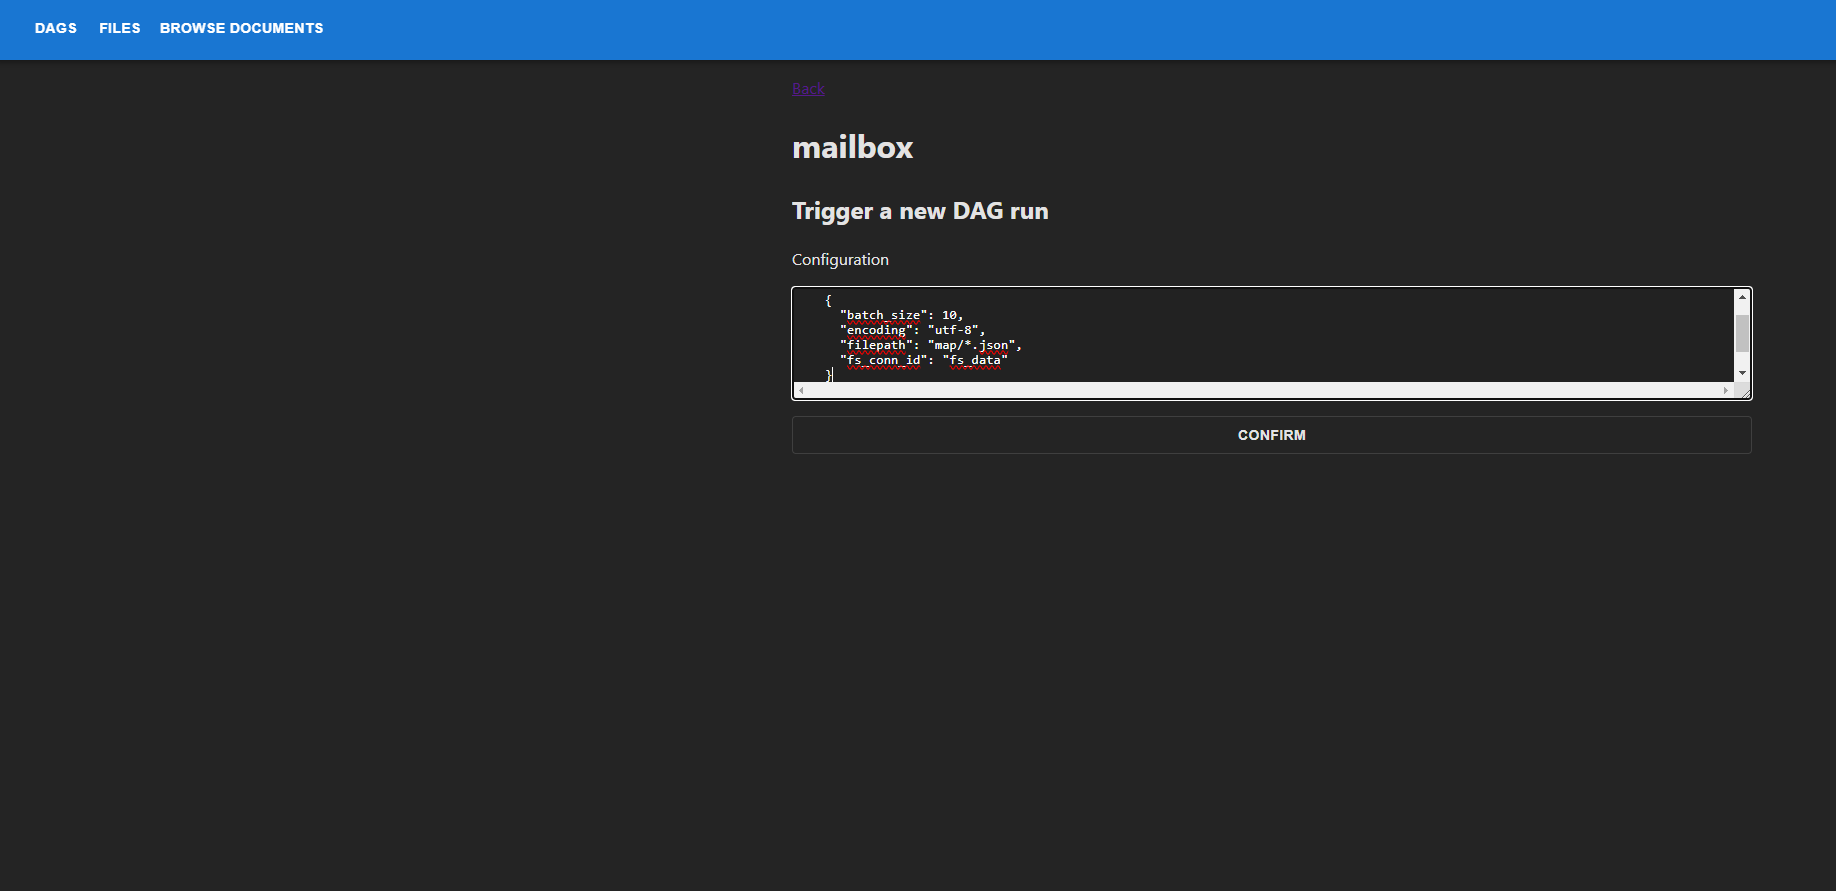 DAGS FILES BROWSE DOCUMENTS
Back
mailbox
Trigger a new DAG run
Configuration
{
"batch_size": 10,
"encoding": "utf-8",
"filepath": "map/*.json",
"fs_conn_id": "fs_data"
}
CONFIRM